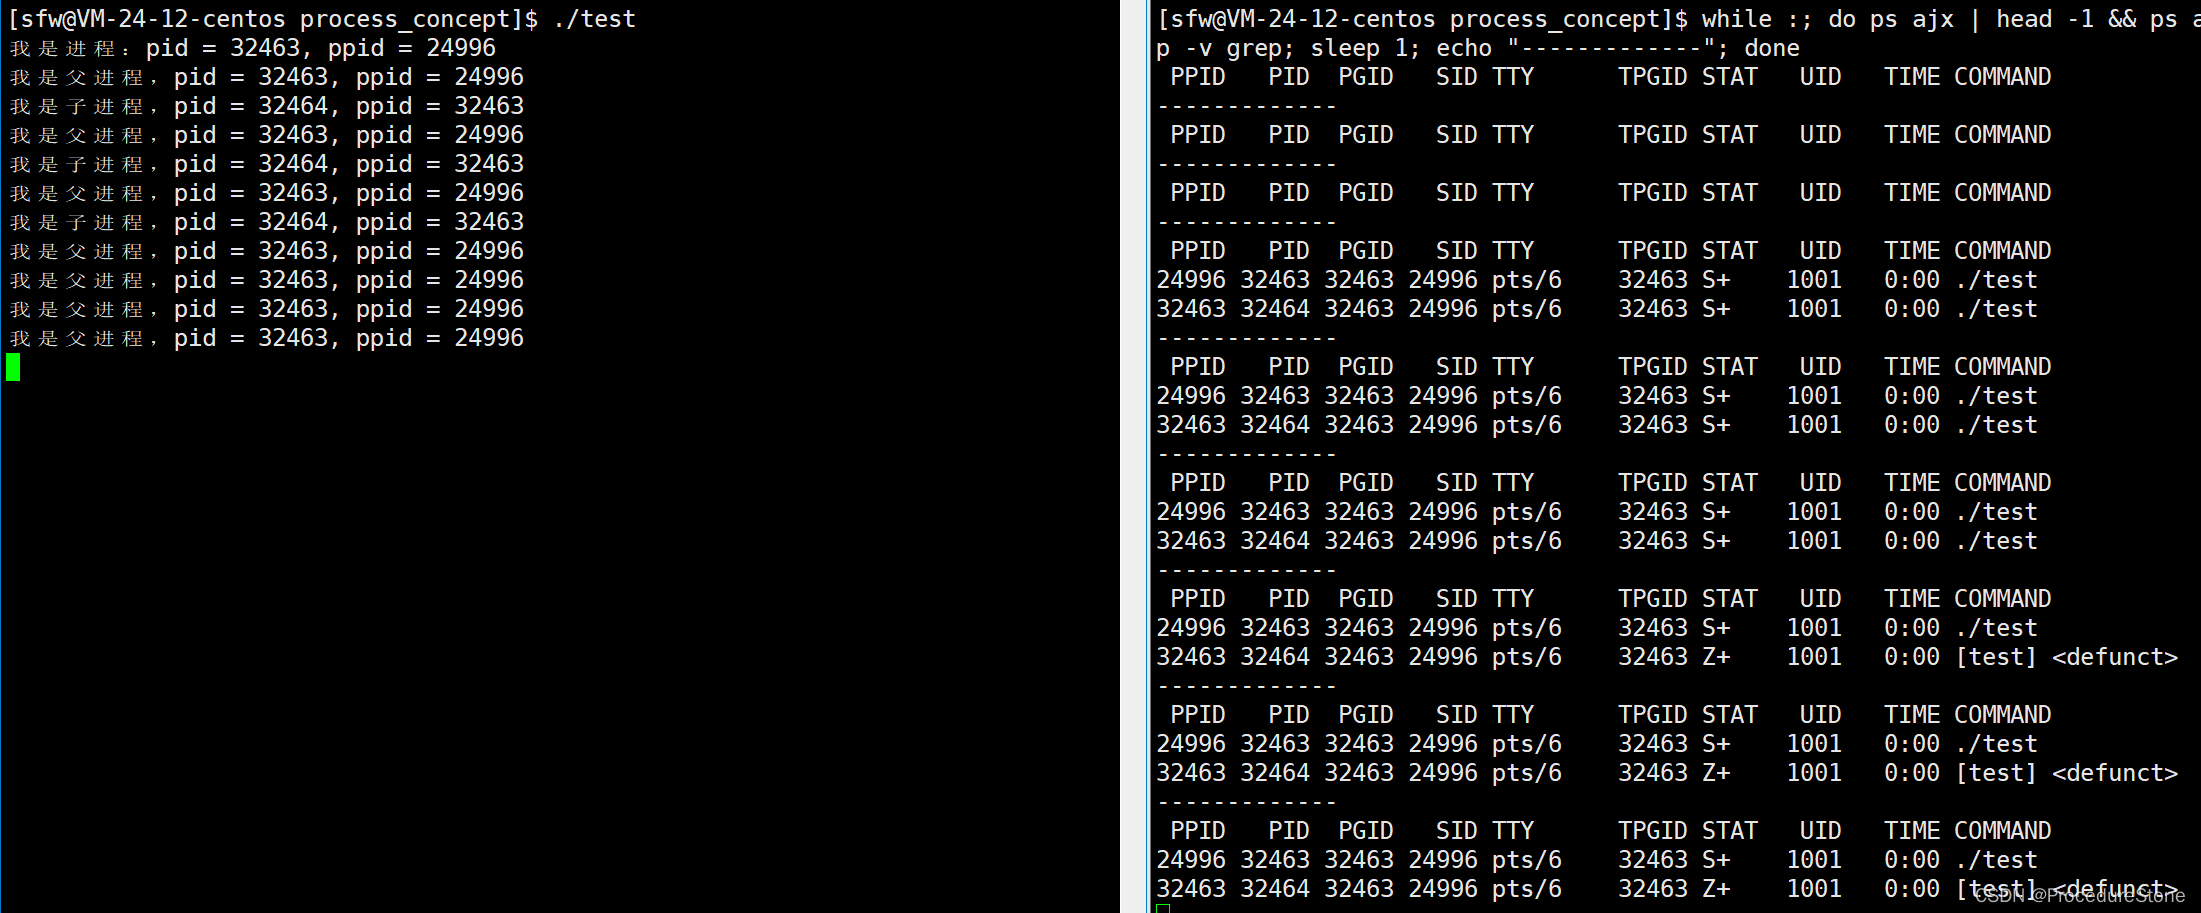 [sfw@VM-24-12-centos process_concept]$ ./test
我是进程：pid = 32463, ppid = 24996
我是父进程，pid = 32463, ppid = 24996
我是子进程，pid = 32464, ppid = 32463
我是父进程，pid = 32463, ppid = 24996
我是子进程，pid = 32464, ppid = 32463
我是父进程，pid = 32463, ppid = 24996
我是子进程，pid = 32464, ppid = 32463
我是父进程，pid = 32463, ppid = 24996
我是父进程，pid = 32463, ppid = 24996
我是父进程，pid = 32463, ppid = 24996
我是父进程，pid = 32463, ppid = 24996
[sfw@VM-24-12-centos process_concept]$ while :; do ps ajx | head -1 && ps a
p -v grep; sleep 1; echo "-------------"; done
PPID PID PGID SID TTY TPGID STAT UID TIME COMMAND
-------------
PPID PID PGID SID TTY TPGID STAT UID TIME COMMAND
-------------
PPID PID PGID SID TTY TPGID STAT UID TIME COMMAND
-------------
PPID PID PGID SID TTY TPGID STAT UID TIME COMMAND
24996 32463 32463 24996 pts/6 32463 S+ 1001 0:00 ./test
32463 32464 32463 24996 pts/6 32463 S+ 1001 0:00 ./test
-------------
PPID PID PGID SID TTY TPGID STAT UID TIME COMMAND
24996 32463 32463 24996 pts/6 32463 S+ 1001 0:00 ./test
32463 32464 32463 24996 pts/6 32463 S+ 1001 0:00 ./test
-------------
PPID PID PGID SID TTY TPGID STAT UID TIME COMMAND
24996 32463 32463 24996 pts/6 32463 S+ 1001 0:00 ./test
32463 32464 32463 24996 pts/6 32463 S+ 1001 0:00 ./test
-------------
PPID PID PGID SID TTY TPGID STAT UID TIME COMMAND
24996 32463 32463 24996 pts/6 32463 S+ 1001 0:00 ./test
32463 32464 32463 24996 pts/6 32463 Z+ 1001 0:00 [test] <defunct>
-------------
PPID PID PGID SID TTY TPGID STAT UID TIME COMMAND
24996 32463 32463 24996 pts/6 32463 S+ 1001 0:00 ./test
32463 32464 32463 24996 pts/6 32463 Z+ 1001 0:00 [test] <defunct>
-------------
PPID PID PGID SID TTY TPGID STAT UID TIME COMMAND
24996 32463 32463 24996 pts/6 32463 S+ 1001 0:00 ./test
32463 32464 32463 24996 pts/6 32463 Z+ 1001 0:00 [test] <defunct>
CSDN @ProcedureStone